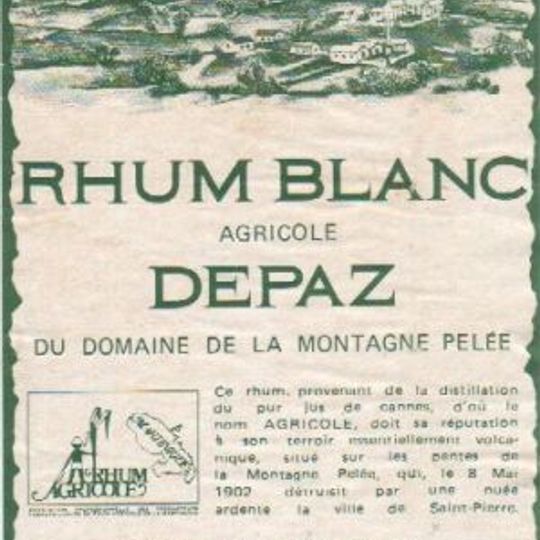 RHUM BLANC
AGRICOLE
DEPAZ
DU DOMAINE DE LA MONTAGNE PELÉE
Ce rhum, provenant de la distillation
du pur jus de cannes, d'où le
nom AGRICOLE, doit sa réputation
à son terroir essentiellement volca-
nique, situé sur les pentes de
la Montagne Pelée, qui, le 8 Mai
1902 détruisit par une nuée
ardente la ville de Saint-Pierre.
MARTINIQUE
RHUM
AGRICOLE